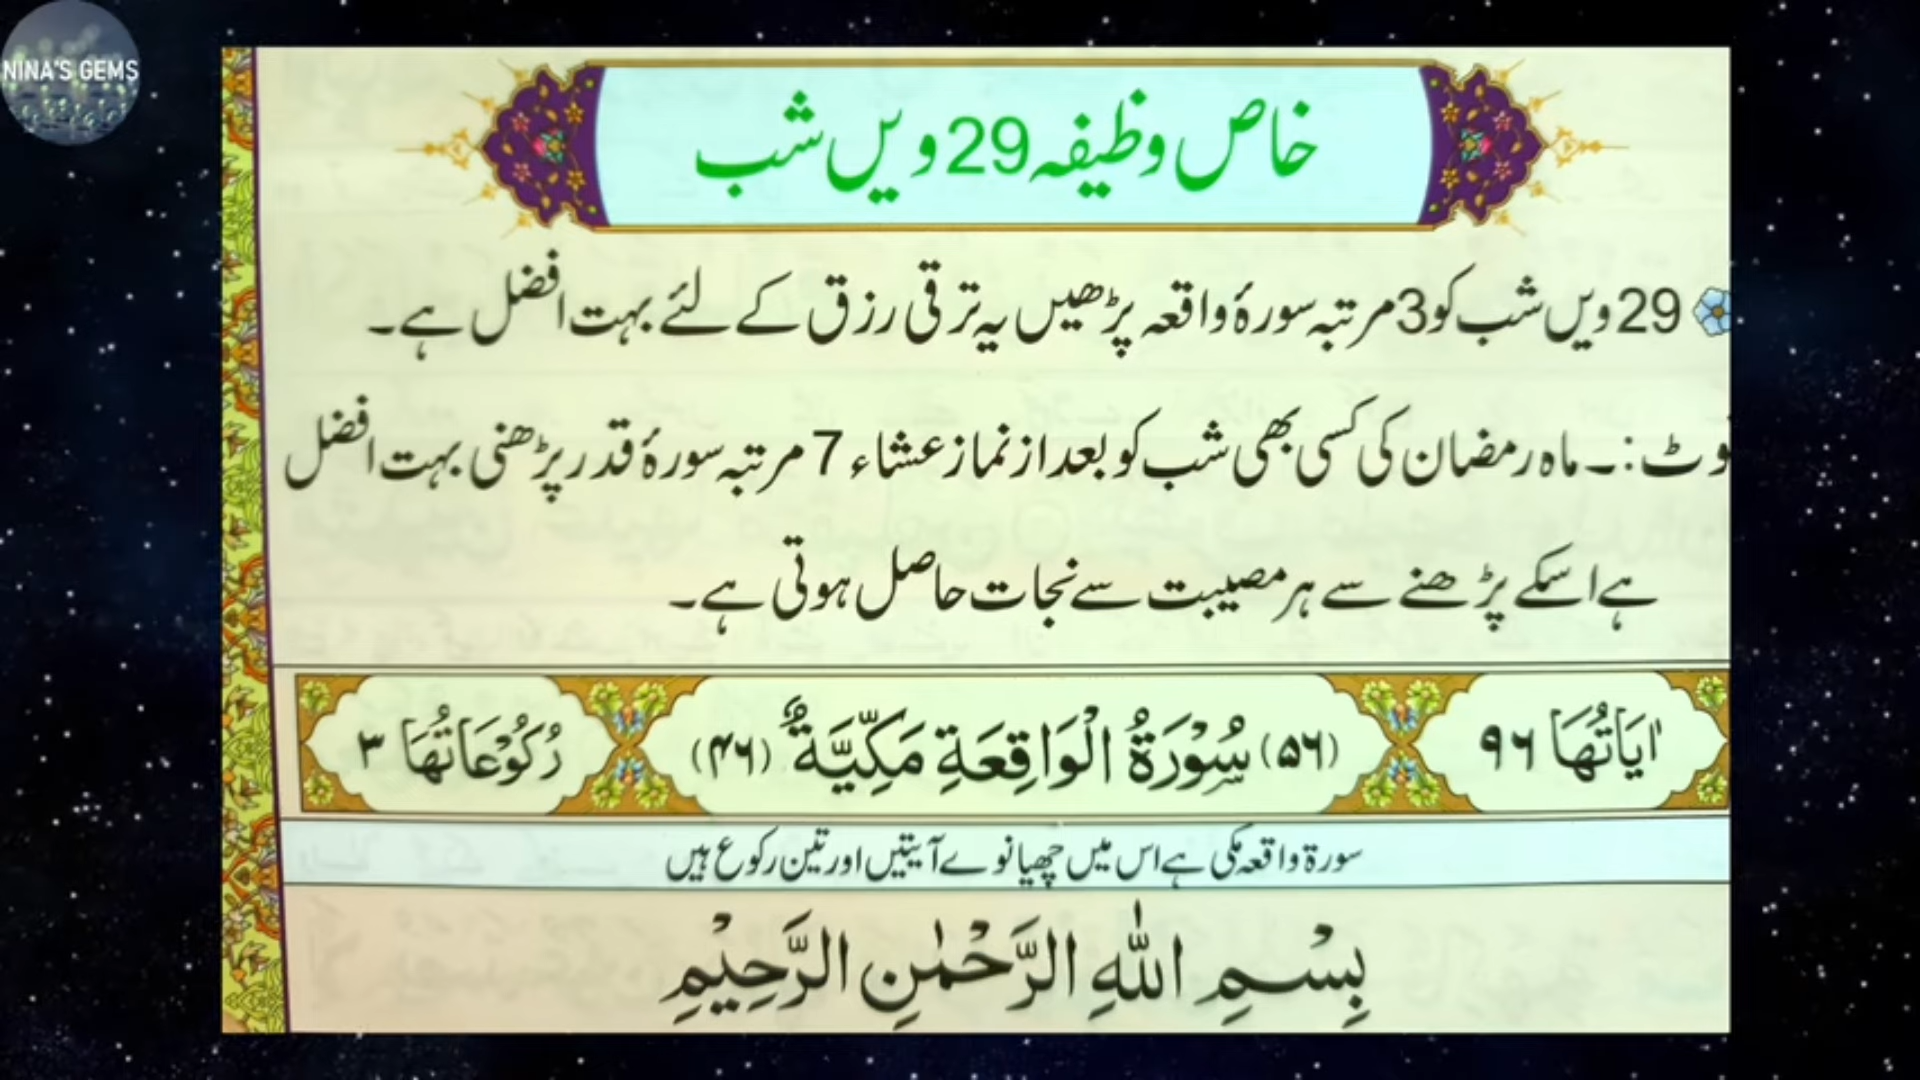 NINA'S GEMS
خاص وظیفہ 29 ویں شب
29 ویں شب کو 3 مرتبہ سورۂ واقعہ پڑھیں یہ ترقی رزق کے لئے بہت افضل ہے۔
وٹ:۔ ماہ رمضان کی کسی بھی شب کو بعد از نماز عشاء 7 مرتبہ سورۂ قدر پڑھنی بہت افضل
ہے اسکے پڑھنے سے ہر مصیبت سے نجات حاصل ہوتی ہے۔
اٰیَاتُهَا ۹۶ (۵۶) سُوْرَةُ الْوَاقِعَةِ مَكِّيَّةٌ (۴۶) رُكُوْعَاتُهَا ۳
سورۃ واقعہ مکی ہے اس میں چھیانوے آیتیں اور تین رکوع ہیں
بِسْمِ اللّٰهِ الرَّحْمٰنِ الرَّحِيْمِ